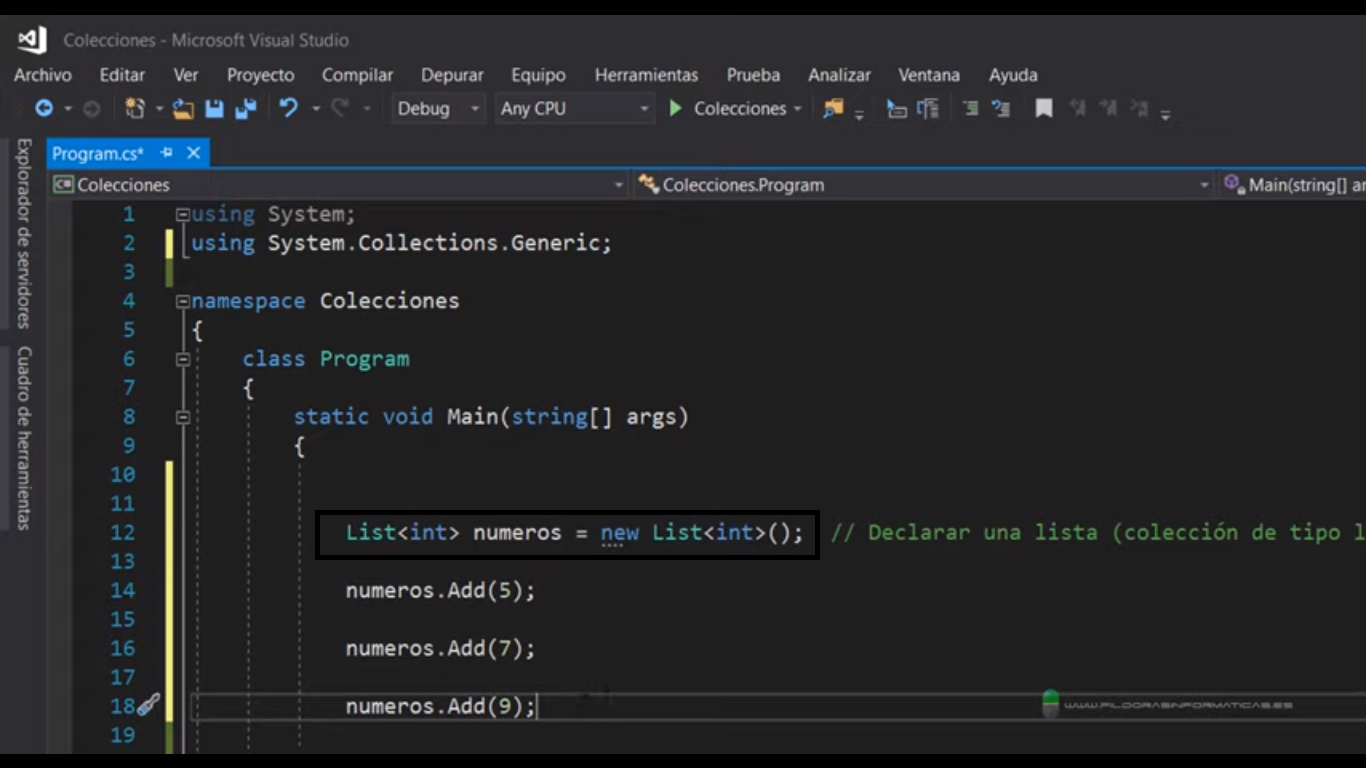 Colecciones - Microsoft Visual Studio
Archivo Editar Ver Proyecto Compilar Depurar Equipo Herramientas Prueba Analizar Ventana Ayuda
Debug Any CPU Colecciones
Explorador de servidores
Cuadro de herramientas
Program.cs*
Colecciones Colecciones.Program Main(string[] ar
1 using System;
2 using System.Collections.Generic;
3
4 namespace Colecciones
5 {
6 class Program
7 {
8 static void Main(string[] args)
9 {
10
11
12 List<int> numeros = new List<int>(); // Declarar una lista (colección de tipo l
13
14 numeros.Add(5);
15
16 numeros.Add(7);
17
18 numeros.Add(9);
WWW.PILDORASINFORMATICAS.ES
19